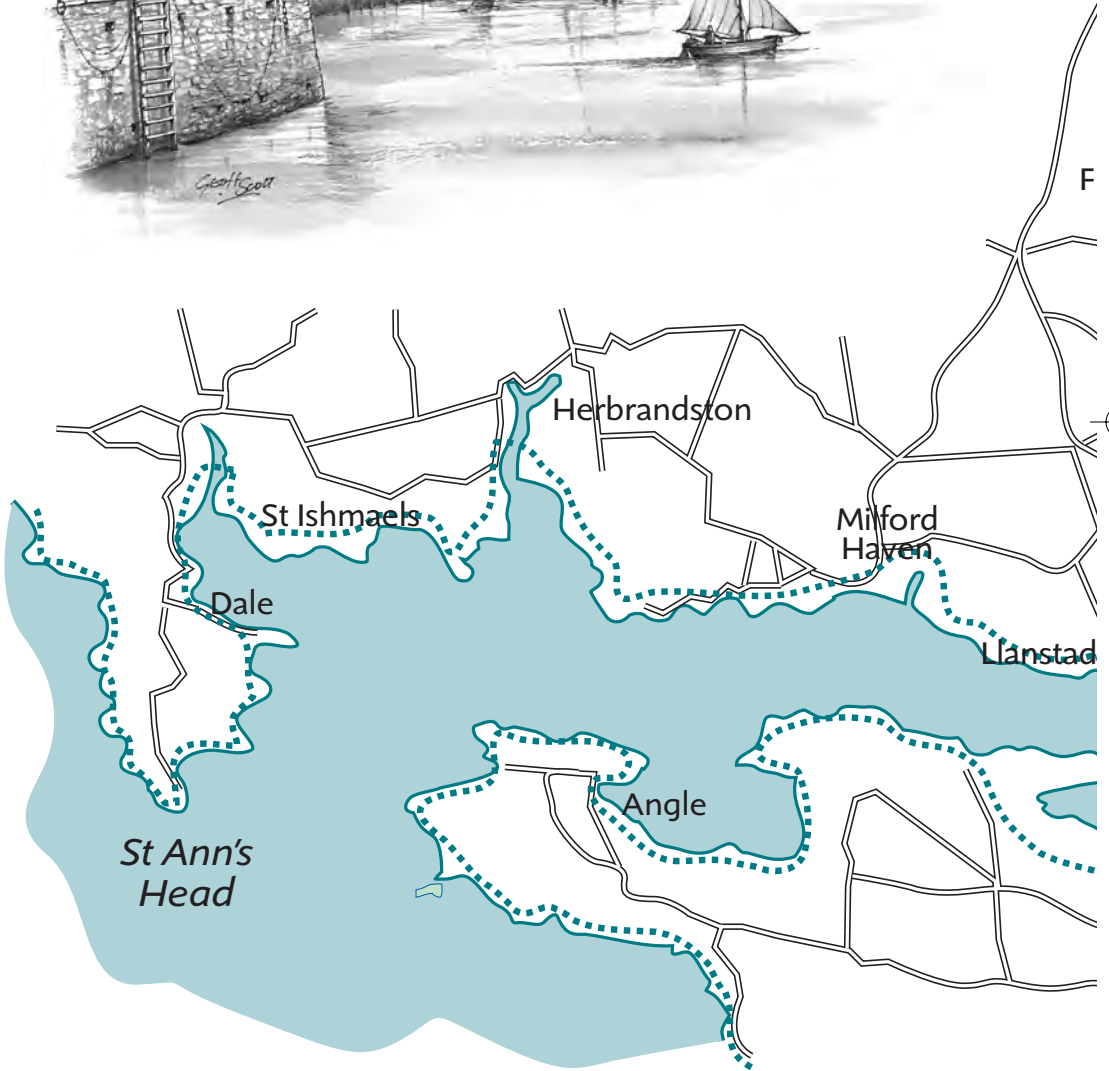 Geoff Scott
F
Herbrandston
St Ishmaels
Milford
Haven
Dale
Llanstad
Angle
St Ann's
Head